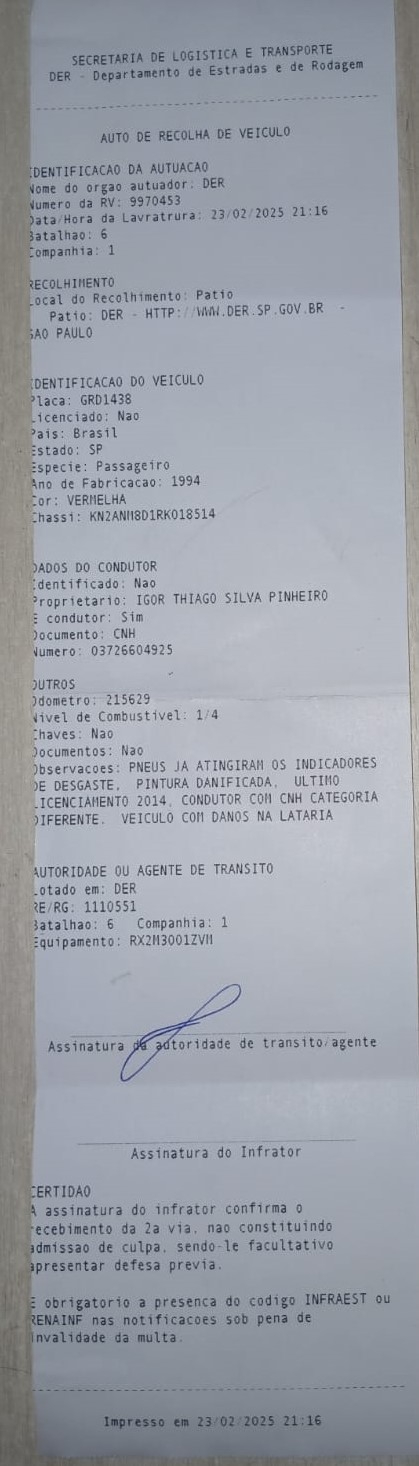 SECRETARIA DE LOGISTICA E TRANSPORTE
DER - Departamento de Estradas e de Rodagem
AUTO DE RECOLHA DE VEICULO
IDENTIFICACAO DA AUTUACAO
Nome do orgao autuador: DER
Numero da RV: 9970453
Data/Hora da Lavratrura: 23/02/2025 21:16
Batalhao: 6
Companhia: 1
RECOLHIMENTO
Local do Recolhimento: Patio
Patio: DER - HTTP://WWW.DER.SP.GOV.BR -
SAO PAULO
IDENTIFICACAO DO VEICULO
Placa: GRD1438
Licenciado: Nao
Pais: Brasil
Estado: SP
Especie: Passageiro
Ano de Fabricacao: 1994
Cor: VERMELHA
Chassi: KN2ANM8D1RK018514
DADOS DO CONDUTOR
Identificado: Nao
Proprietario: IGOR THIAGO SILVA PINHEIRO
E condutor: Sim
Documento: CNH
Numero: 03726604925
OUTROS
Odometro: 215629
Nivel de Combustivel: 1/4
Chaves: Nao
Documentos: Nao
Observacoes: PNEUS JA ATINGIRAM OS INDICADORES
DE DESGASTE, PINTURA DANIFICADA, ULTIMO
LICENCIAMENTO 2014, CONDUTOR COM CNH CATEGORIA
DIFERENTE. VEICULO COM DANOS NA LATARIA
AUTORIDADE OU AGENTE DE TRANSITO
Lotado em: DER
RE/RG: 1110551
Batalhao: 6 Companhia: 1
Equipamento: RX2M3001ZVM
Assinatura da autoridade de transito/agente
Assinatura do Infrator
CERTIDAO
A assinatura do infrator confirma o
recebimento da 2a via, nao constituindo
admissao de culpa, sendo-le facultativo
apresentar defesa previa.
E obrigatorio a presenca do codigo INFRAEST ou
RENAINF nas notificacoes sob pena de
invalidade da multa.
Impresso em 23/02/2025 21:16